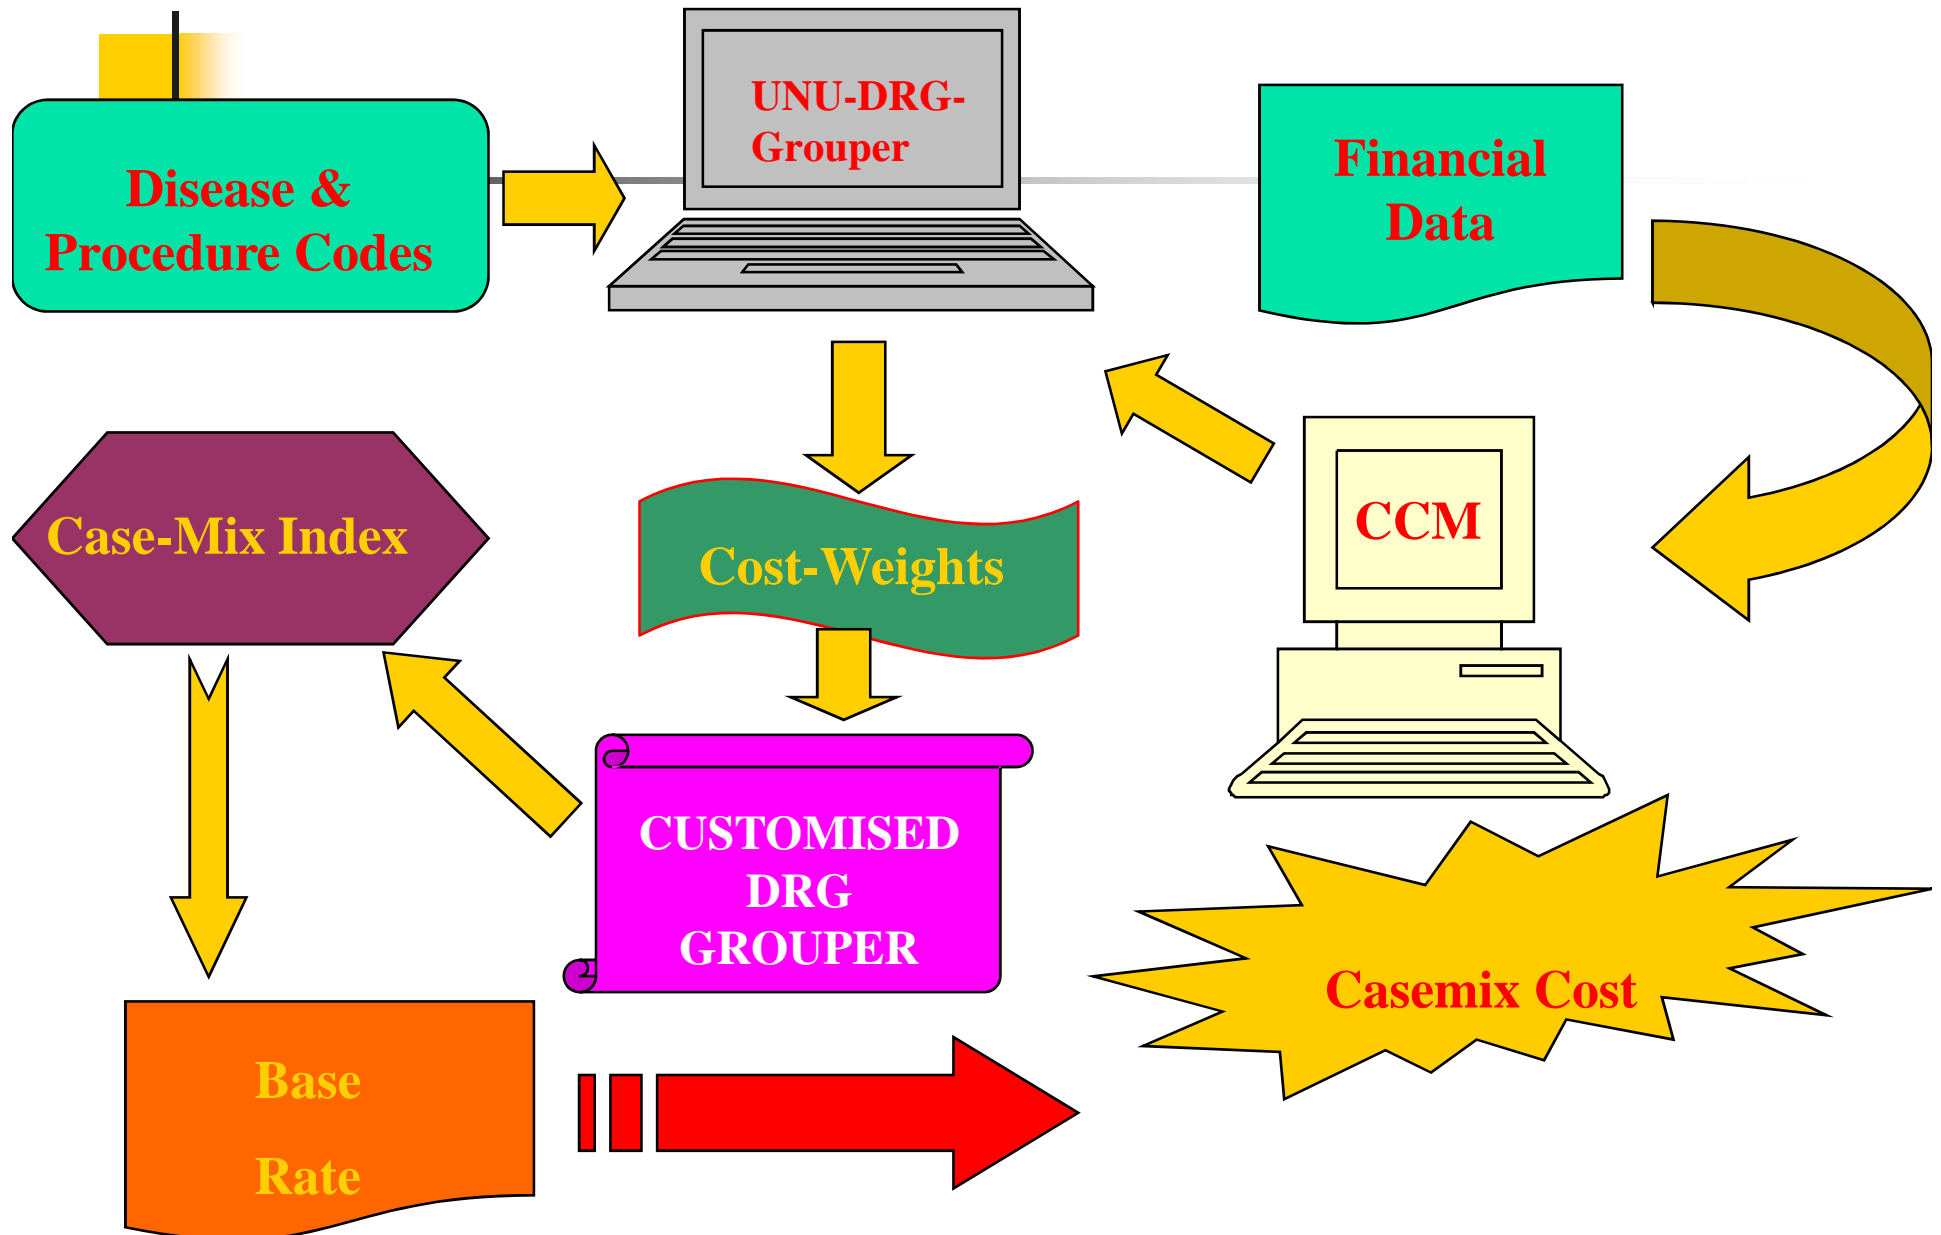 UNU-DRG-
Grouper
Disease &
Procedure Codes
Financial
Data
Case-Mix Index
Cost-Weights
CCM
CUSTOMISED
DRG
GROUPER
Casemix Cost
Base
Rate